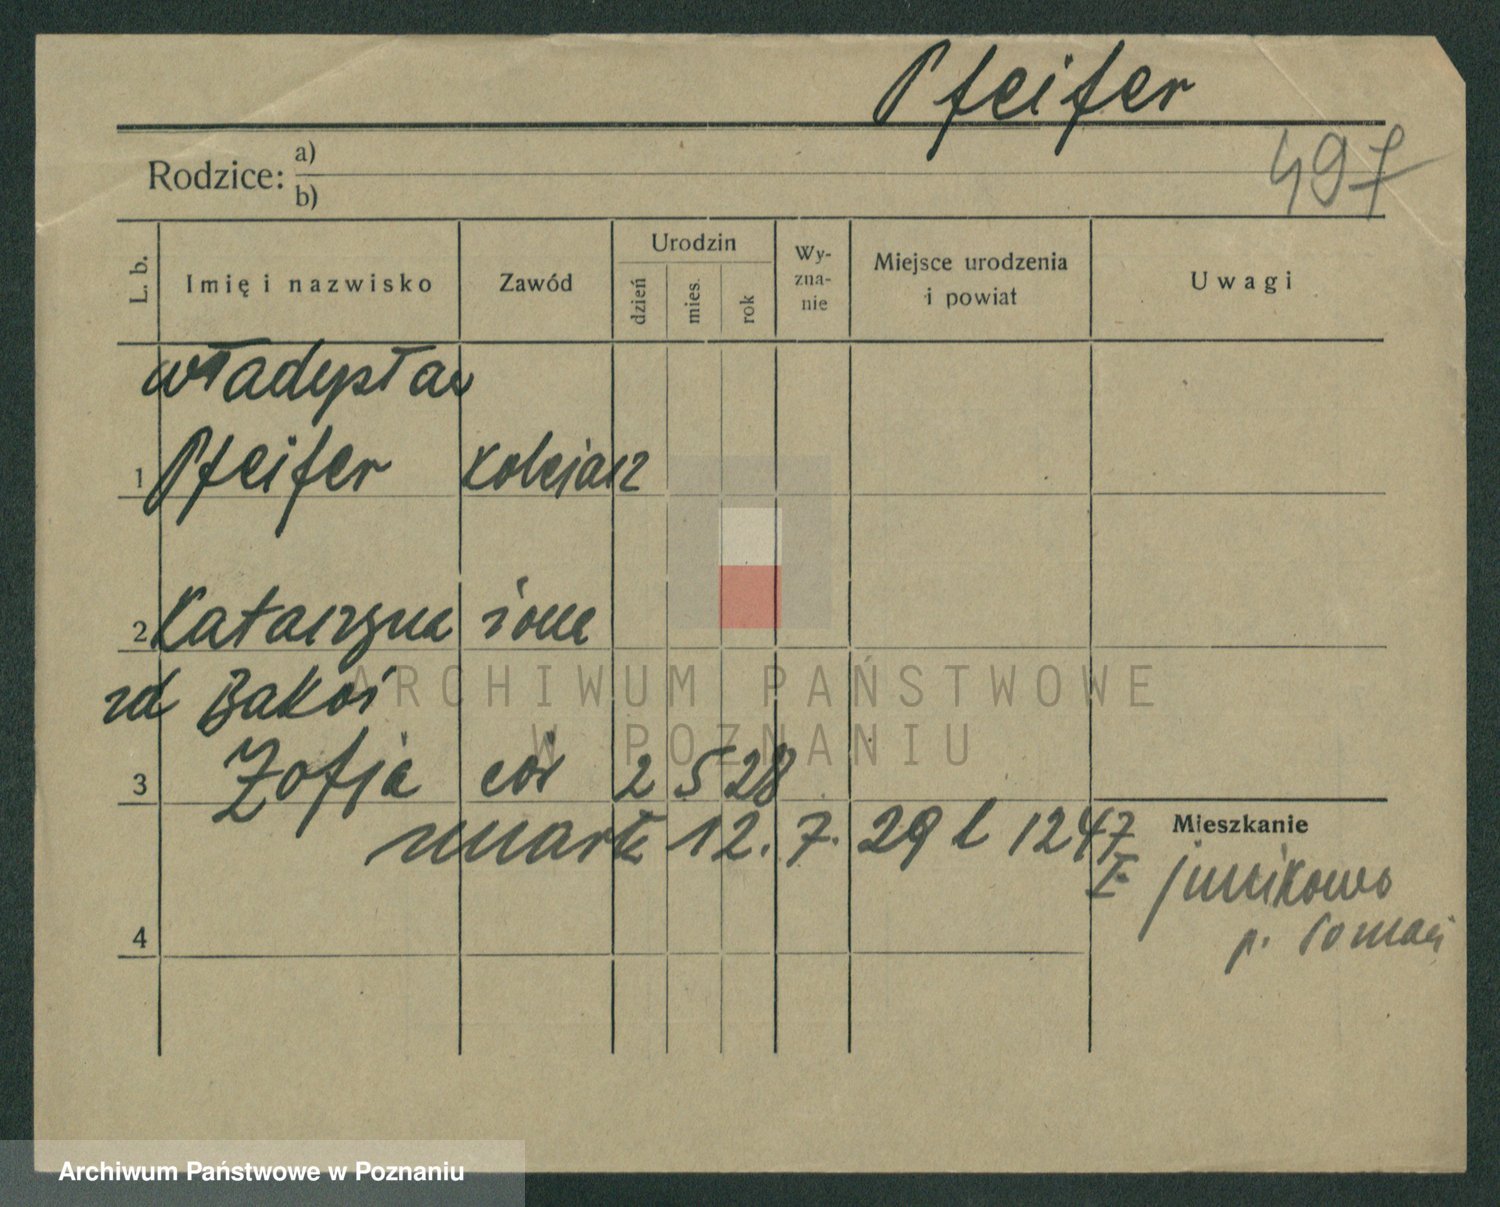 Pfeifer
497
Rodzice: a)
b)
L. b. Imię i nazwisko Zawód Urodzin dzień mies. rok Wy-zna-nie Miejsce urodzenia i powiat Uwagi
Władysław
1 Pfeifer Kolejarz
2 Katarzyna żona
zd Bakoś
3 Zofja cór 2 5 28
umarła 12. 7. 29 l 1247
Mieszkanie
I. Junikowo
p.
4
ARCHIWUM PAŃSTWOWE
W POZNANIU
Archiwum Państwowe w Poznaniu